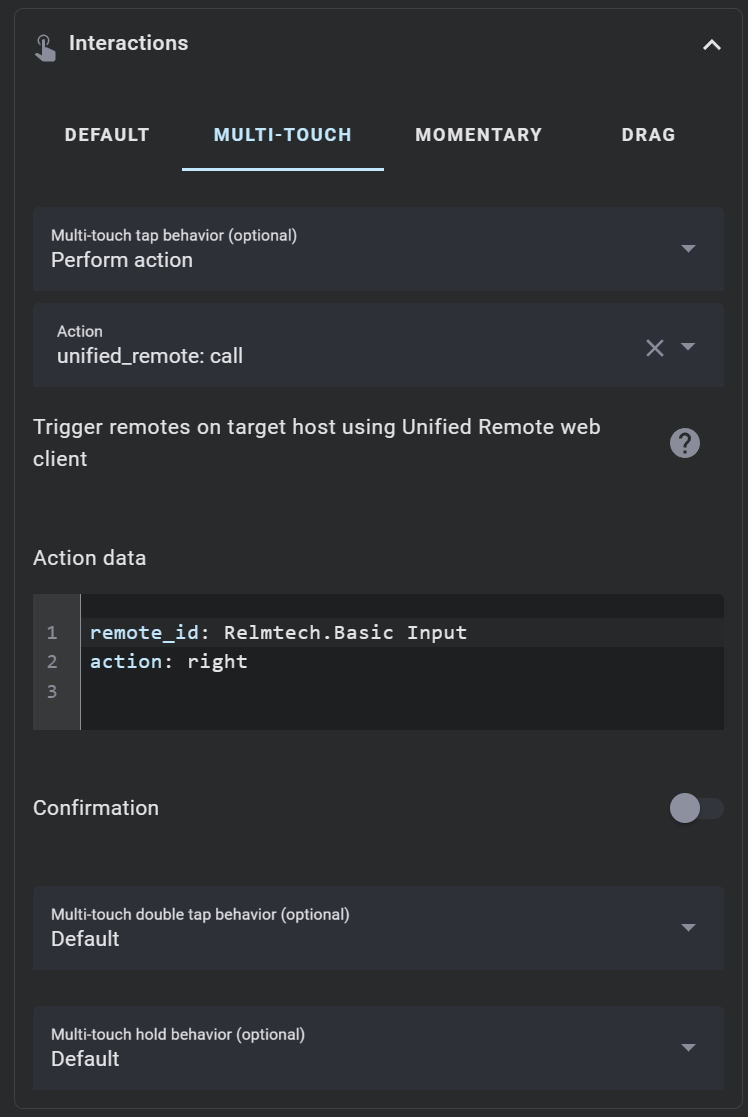 Interactions
DEFAULT MULTI-TOUCH MOMENTARY DRAG
Multi-touch tap behavior (optional)
Perform action
Action
unified_remote: call
Trigger remotes on target host using Unified Remote web
client
Action data
1 remote_id: Relmtech.Basic Input
2 action: right
3
Confirmation
Multi-touch double tap behavior (optional)
Default
Multi-touch hold behavior (optional)
Default